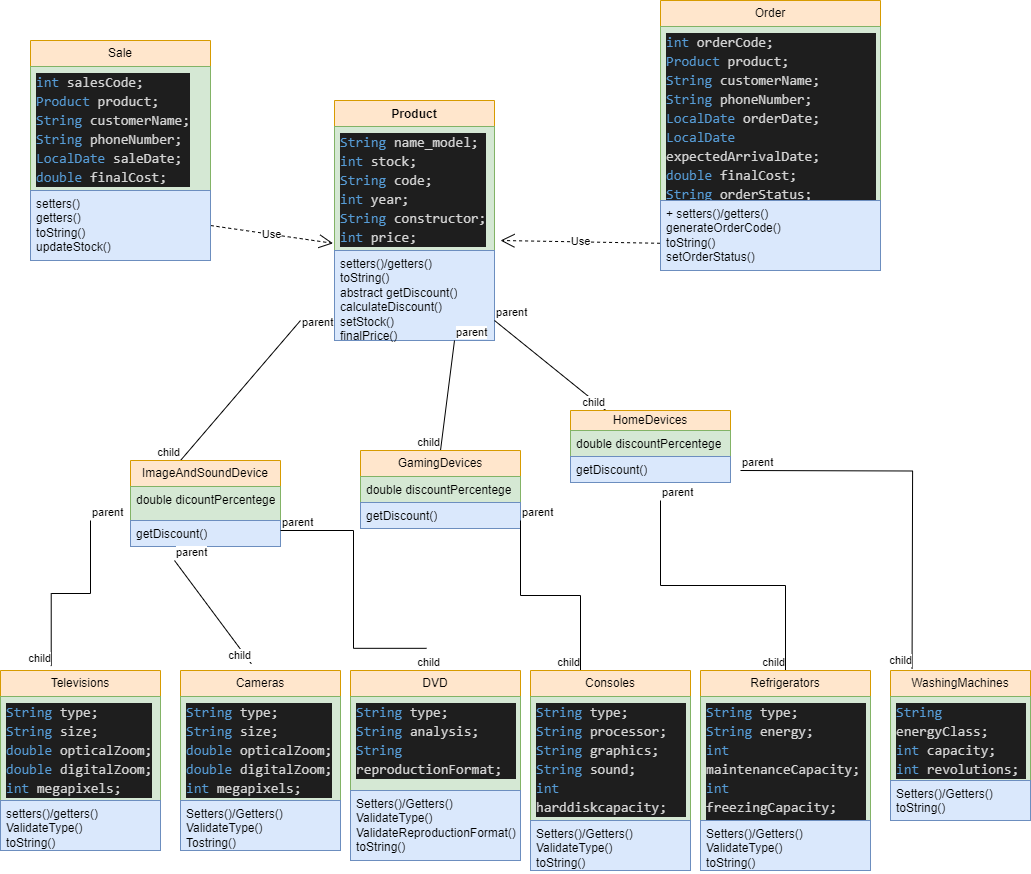 Order
int orderCode;
Product product;
String customerName;
String phoneNumber;
LocalDate orderDate;
LocalDate
expectedArrivalDate;
double finalCost;
String orderStatus;
+ setters()/getters()
generateOrderCode()
toString()
setOrderStatus()
Sale
int salesCode;
Product product;
String customerName;
String phoneNumber;
LocalDate saleDate;
double finalCost;
setters()
getters()
toString()
updateStock()
Use
Product
String name_model;
int stock;
String code;
int year;
String constructor;
int price;
setters()/getters()
toString()
abstract getDiscount()
calculateDiscount()
setStock()
finalPrice()
Use
parent
parent
parent
child
child
child
ImageAndSoundDevice
double dicountPercentege
getDiscount()
GamingDevices
double discountPercentege
getDiscount()
HomeDevices
double discountPercentege
getDiscount()
parent
parent
parent
parent
parent
parent
child
child
child
child
child
child
Televisions
String type;
String size;
double opticalZoom;
double digitalZoom;
int megapixels;
setters()/getters()
ValidateType()
toString()
Cameras
String type;
String size;
double opticalZoom;
double digitalZoom;
int megapixels;
Setters()/Getters()
ValidateType()
Tostring()
DVD
String type;
String analysis;
String
reproductionFormat;
Setters()/Getters()
ValidateType()
ValidateReproductionFormat()
toString()
Consoles
String type;
String processor;
String graphics;
String sound;
int
harddiskcapacity;
Setters()/Getters()
ValidateType()
toString()
Refrigerators
String type;
String energy;
int
maintenanceCapacity;
int
freezingCapacity;
Setters()/Getters()
ValidateType()
toString()
WashingMachines
String
energyClass;
int capacity;
int revolutions;
Setters()/Getters()
toString()